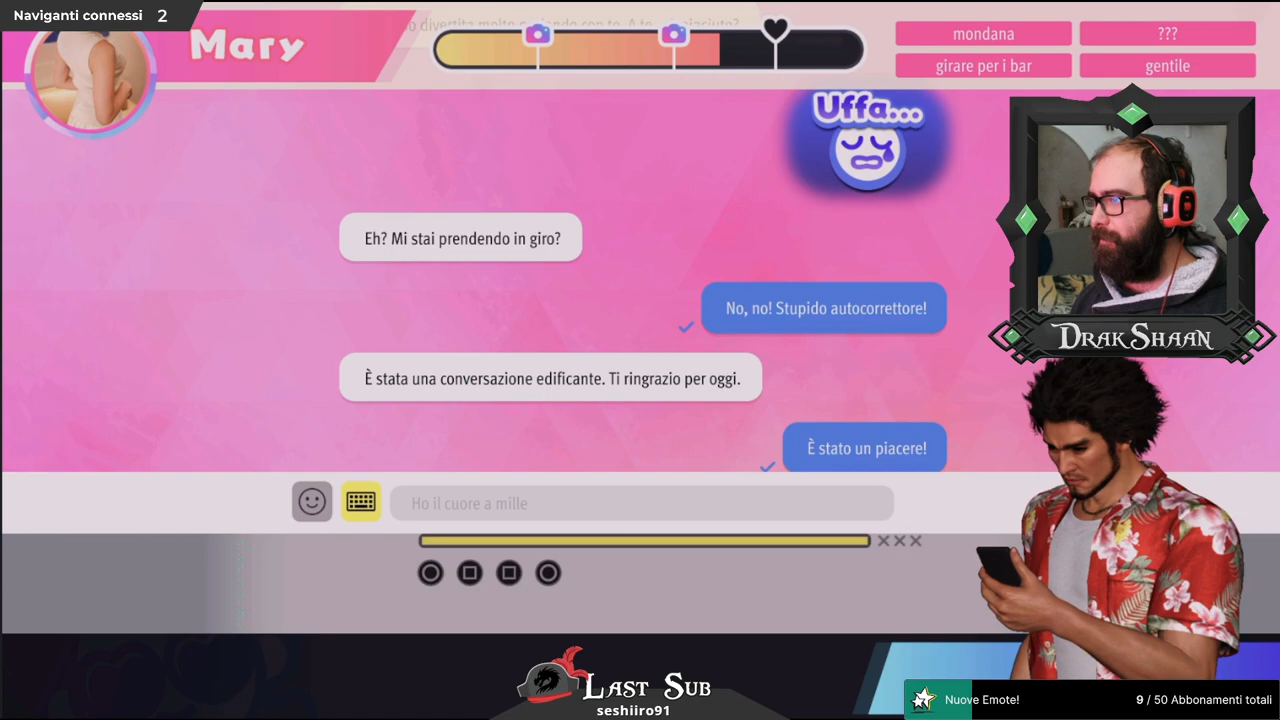 Naviganti connessi 2
Mary
divertita molto
mondana
???
girare per i bar
gentile
Uffa...
Eh? Mi stai prendendo in giro?
No, no! Stupido autocorrettore!
È stata una conversazione edificante. Ti ringrazio per oggi.
È stato un piacere!
Ho il cuore a mille
DrakShaan
Last Sub
seshiiro91
Nuove Emote!
9 / 50 Abbonamenti totali